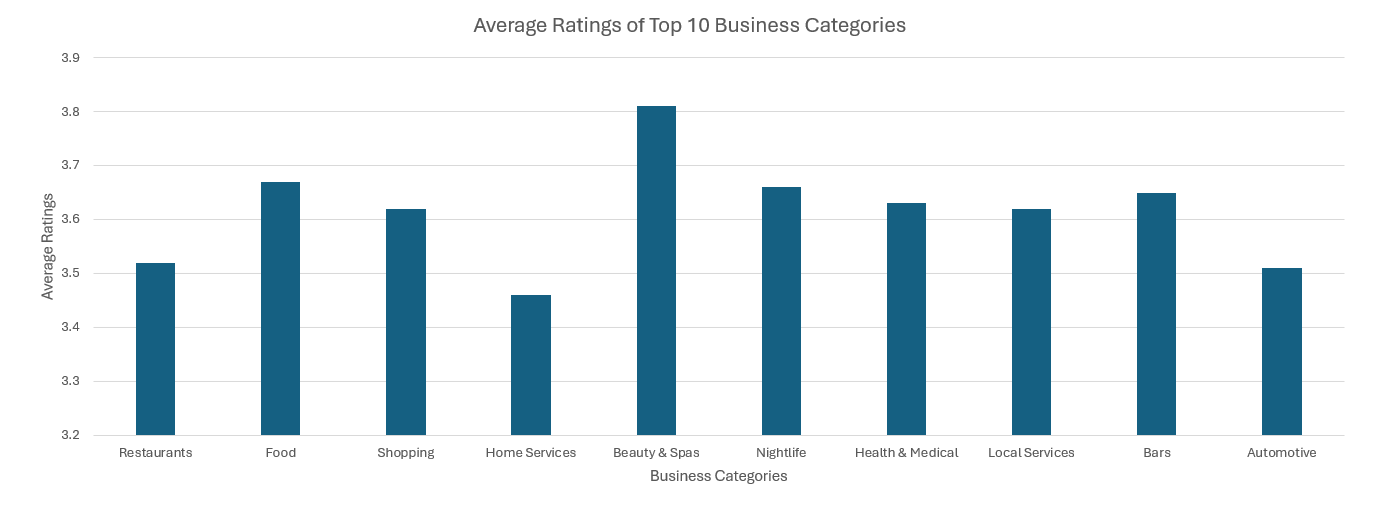 Average Ratings of Top 10 Business Categories
3.9
3.8
3.7
3.6
3.5
3.4
3.3
3.2
Average Ratings
Restaurants Food Shopping Home Services Beauty & Spas Nightlife Health & Medical Local Services Bars Automotive
Business Categories